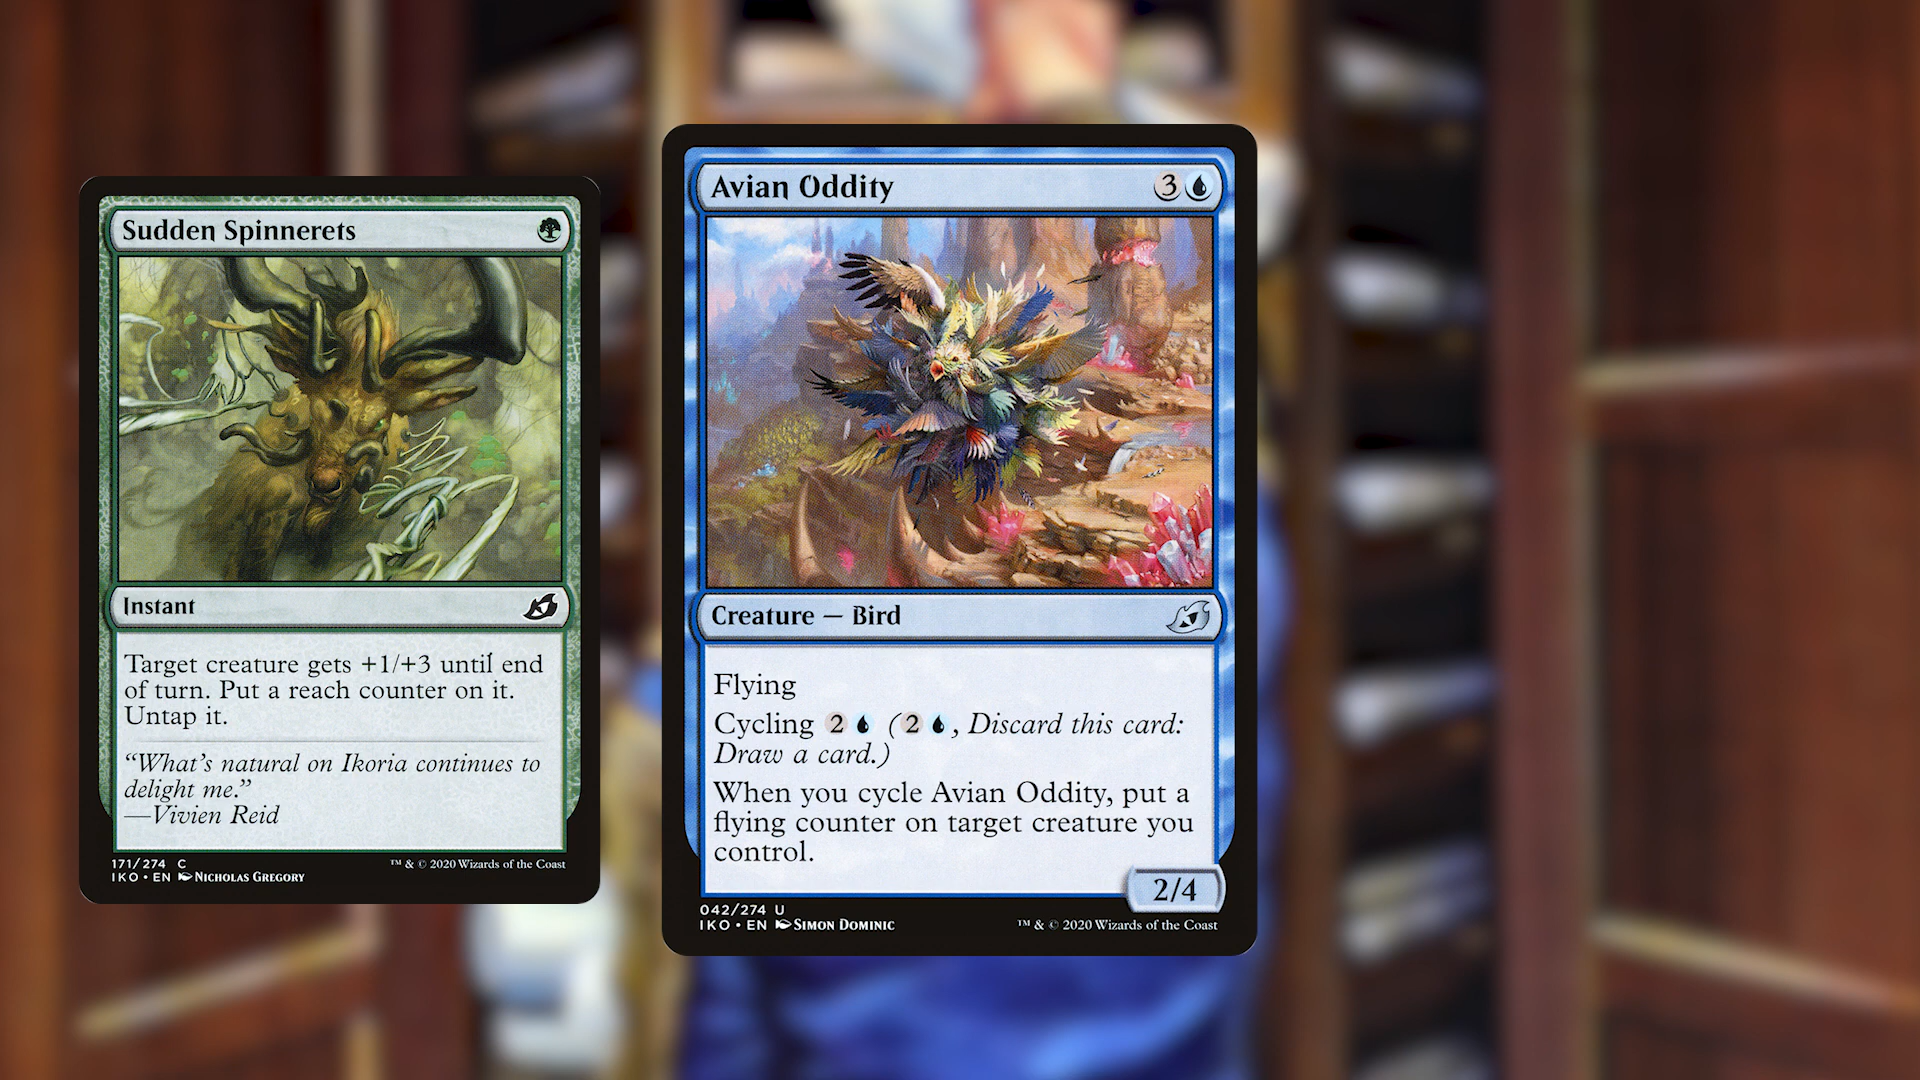 Sudden Spinnerets
Instant
Target creature gets +1/+3 until end
of turn. Put a reach counter on it.
Untap it.
“What’s natural on Ikoria continues to
delight me.”
—Vivien Reid
171/274 C
IKO • EN NICHOLAS GREGORY
™ & © 2020 Wizards of the Coast
Avian Oddity
3
Creature — Bird
Flying
Cycling 2 (2 , Discard this card:
Draw a card.)
When you cycle Avian Oddity, put a
flying counter on target creature you
control.
2/4
042/274 U
IKO • EN SIMON DOMINIC
™ & © 2020 Wizards of the Coast